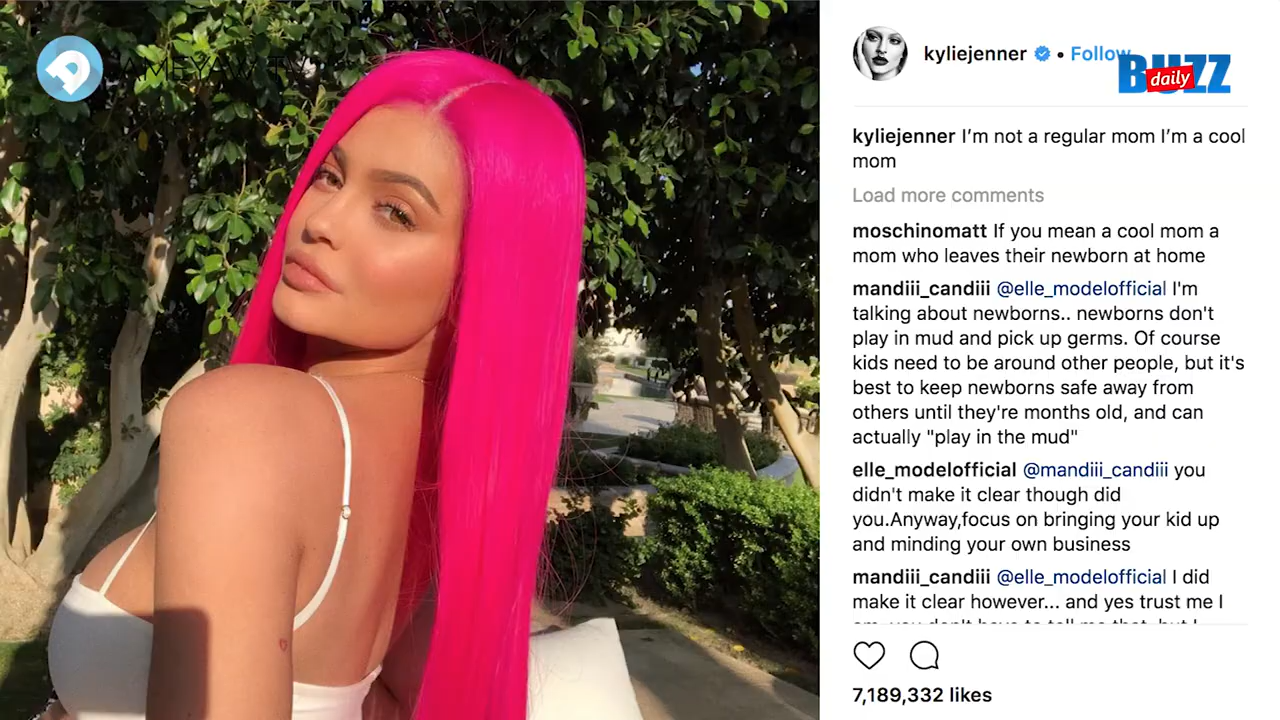 AMEYAW TV
kyliejenner • Follow
BUZZ
daily
kyliejenner I’m not a regular mom I’m a cool
mom
Load more comments
moschinomatt If you mean a cool mom a
mom who leaves their newborn at home
mandiii_candiii @elle_modelofficial I'm
talking about newborns.. newborns don't
play in mud and pick up germs. Of course
kids need to be around other people, but it's
best to keep newborns safe away from
others until they're months old, and can
actually "play in the mud"
elle_modelofficial @mandiii_candiii you
didn't make it clear though did
you.Anyway,focus on bringing your kid up
and minding your own business
mandiii_candiii @elle_modelofficial I did
make it clear however... and yes trust me I
7,189,332 likes